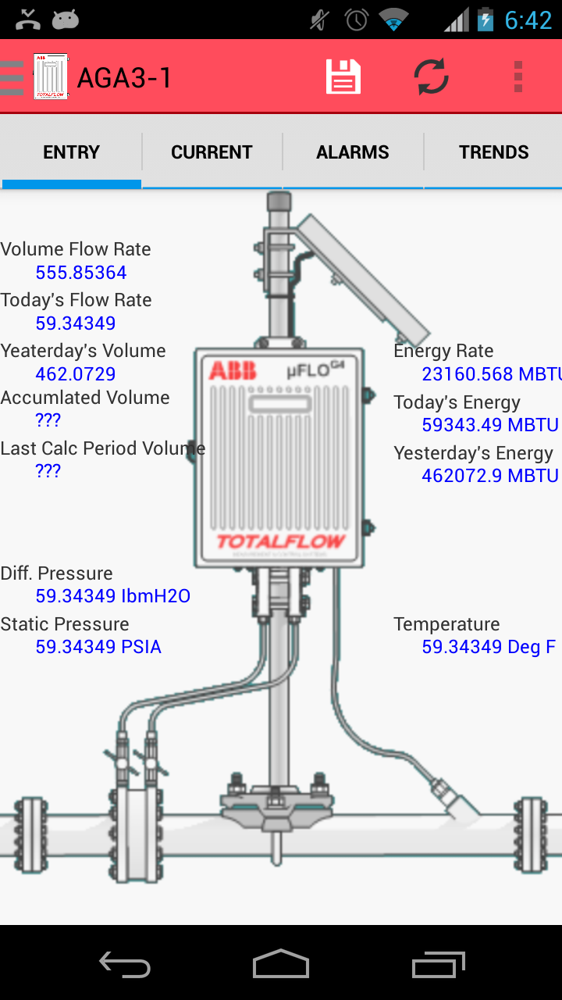 6:42
AGA3-1
ENTRY
CURRENT
ALARMS
TRENDS
Volume Flow Rate
555.85364
Today's Flow Rate
59.34349
Yeaterday's Volume
462.0729
Accumlated Volume
???
Last Calc Period Volume
???
Energy Rate
23160.568 MBTU
Today's Energy
59343.49 MBTU
Yesterday's Energy
462072.9 MBTU
ABB
µFLO G4
TOTALFLOW
Diff. Pressure
59.34349 IbmH2O
Static Pressure
59.34349 PSIA
Temperature
59.34349 Deg F